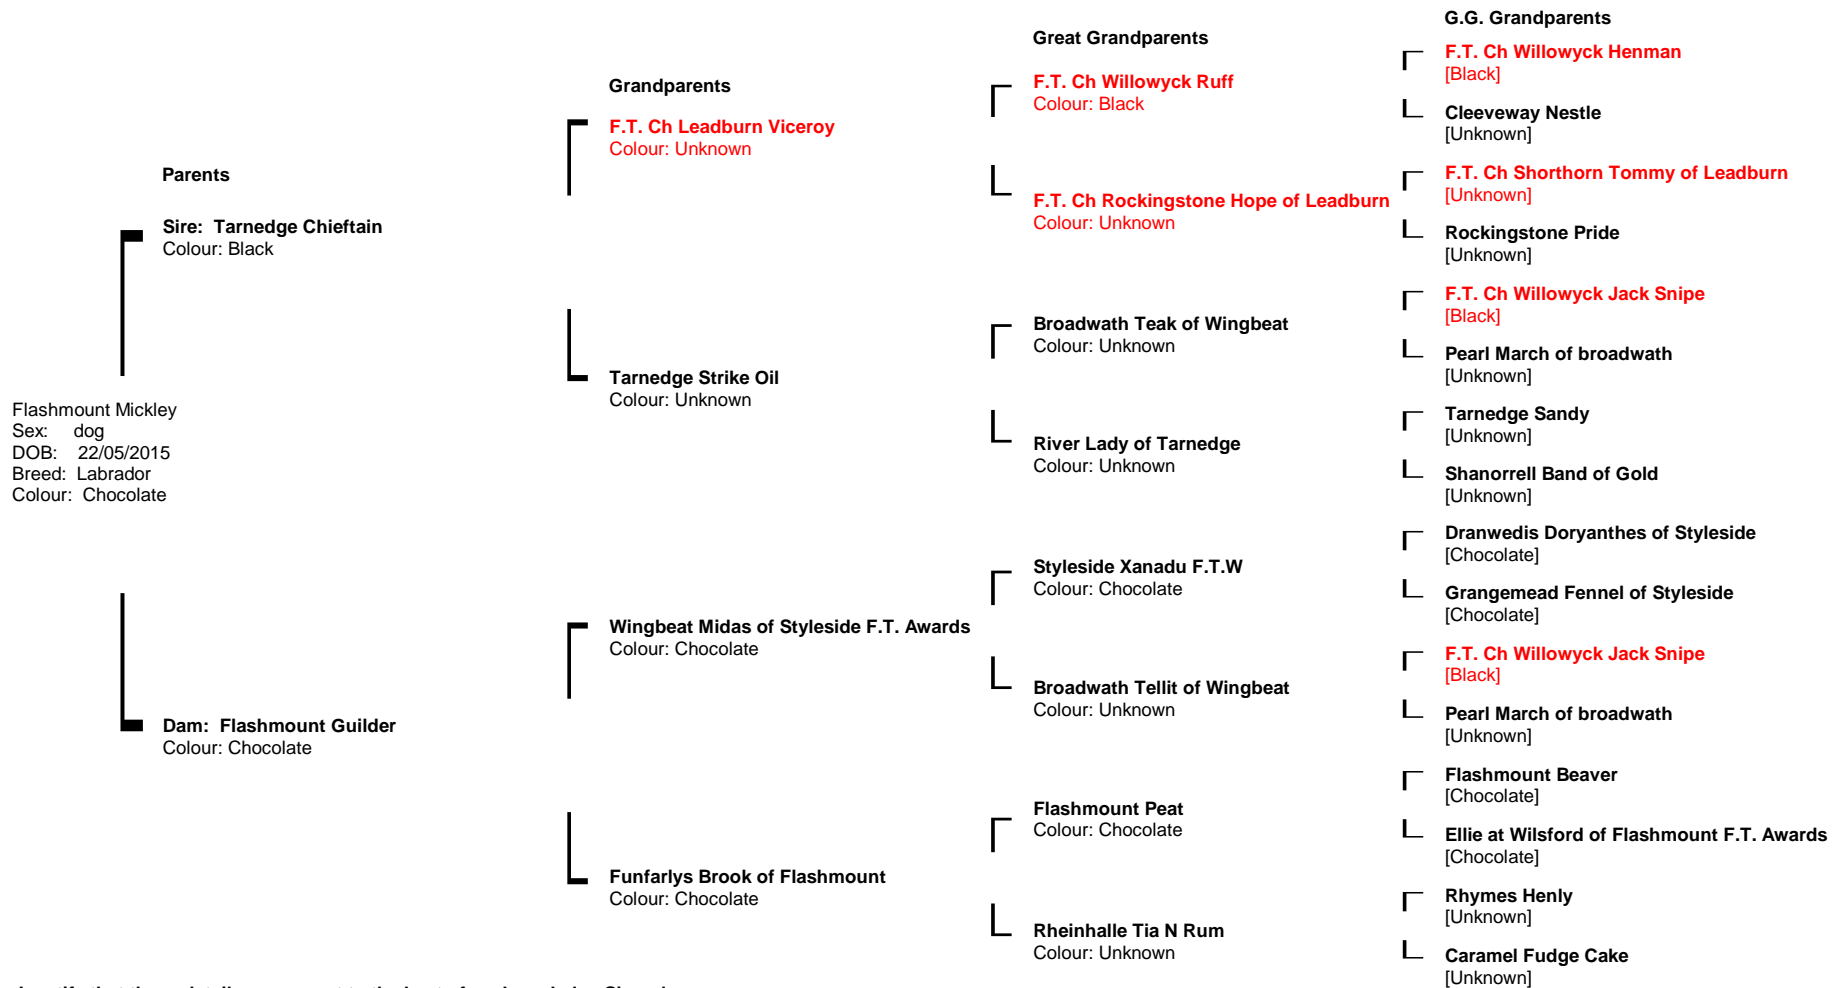 G.G. Grandparents
Great Grandparents
Grandparents
Parents
Flashmount Mickley
Sex: dog
DOB: 22/05/2015
Breed: Labrador
Colour: Chocolate
Sire: Tarnedge Chieftain
Colour: Black
Dam: Flashmount Guilder
Colour: Chocolate
F.T. Ch Leadburn Viceroy
Colour: Unknown
Tarnedge Strike Oil
Colour: Unknown
Wingbeat Midas of Styleside F.T. Awards
Colour: Chocolate
Funfarlys Brook of Flashmount
Colour: Chocolate
F.T. Ch Willowyck Ruff
Colour: Black
F.T. Ch Rockingstone Hope of Leadburn
Colour: Unknown
Broadwath Teak of Wingbeat
Colour: Unknown
River Lady of Tarnedge
Colour: Unknown
Styleside Xanadu F.T.W
Colour: Chocolate
Broadwath Tellit of Wingbeat
Colour: Unknown
Flashmount Peat
Colour: Chocolate
Rheinhalle Tia N Rum
Colour: Unknown
F.T. Ch Willowyck Henman
[Black]
Cleeveway Nestle
[Unknown]
F.T. Ch Shorthorn Tommy of Leadburn
[Unknown]
Rockingstone Pride
[Unknown]
F.T. Ch Willowyck Jack Snipe
[Black]
Pearl March of broadwath
[Unknown]
Tarnedge Sandy
[Unknown]
Shanorrell Band of Gold
[Unknown]
Dranwedis Doryanthes of Styleside
[Chocolate]
Grangemead Fennel of Styleside
[Chocolate]
F.T. Ch Willowyck Jack Snipe
[Black]
Pearl March of broadwath
[Unknown]
Flashmount Beaver
[Chocolate]
Ellie at Wilsford of Flashmount F.T. Awards
[Chocolate]
Rhymes Henly
[Unknown]
Caramel Fudge Cake
[Unknown]